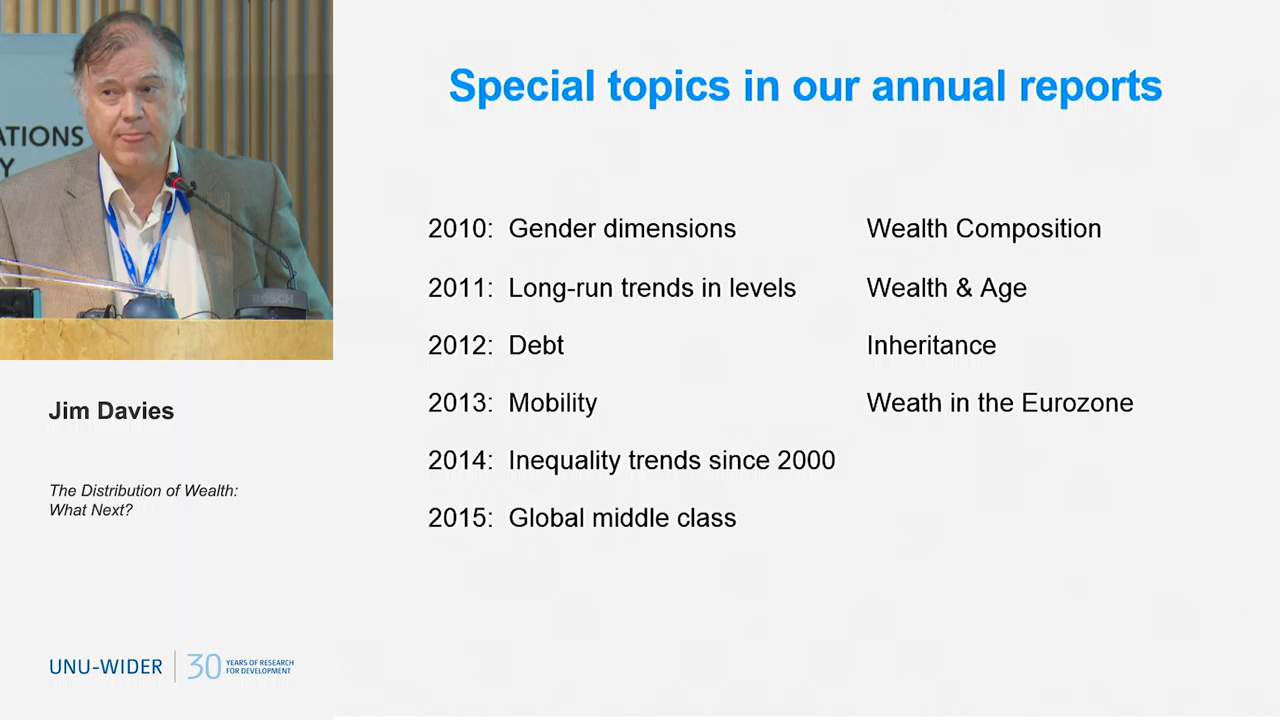 ATIONS
Y
BOSCH
Jim Davies
The Distribution of Wealth:
What Next?
UNU-WIDER
30 YEARS OF RESEARCH
FOR DEVELOPMENT
Special topics in our annual reports
2010: Gender dimensions Wealth Composition
2011: Long-run trends in levels Wealth & Age
2012: Debt Inheritance
2013: Mobility Weath in the Eurozone
2014: Inequality trends since 2000
2015: Global middle class